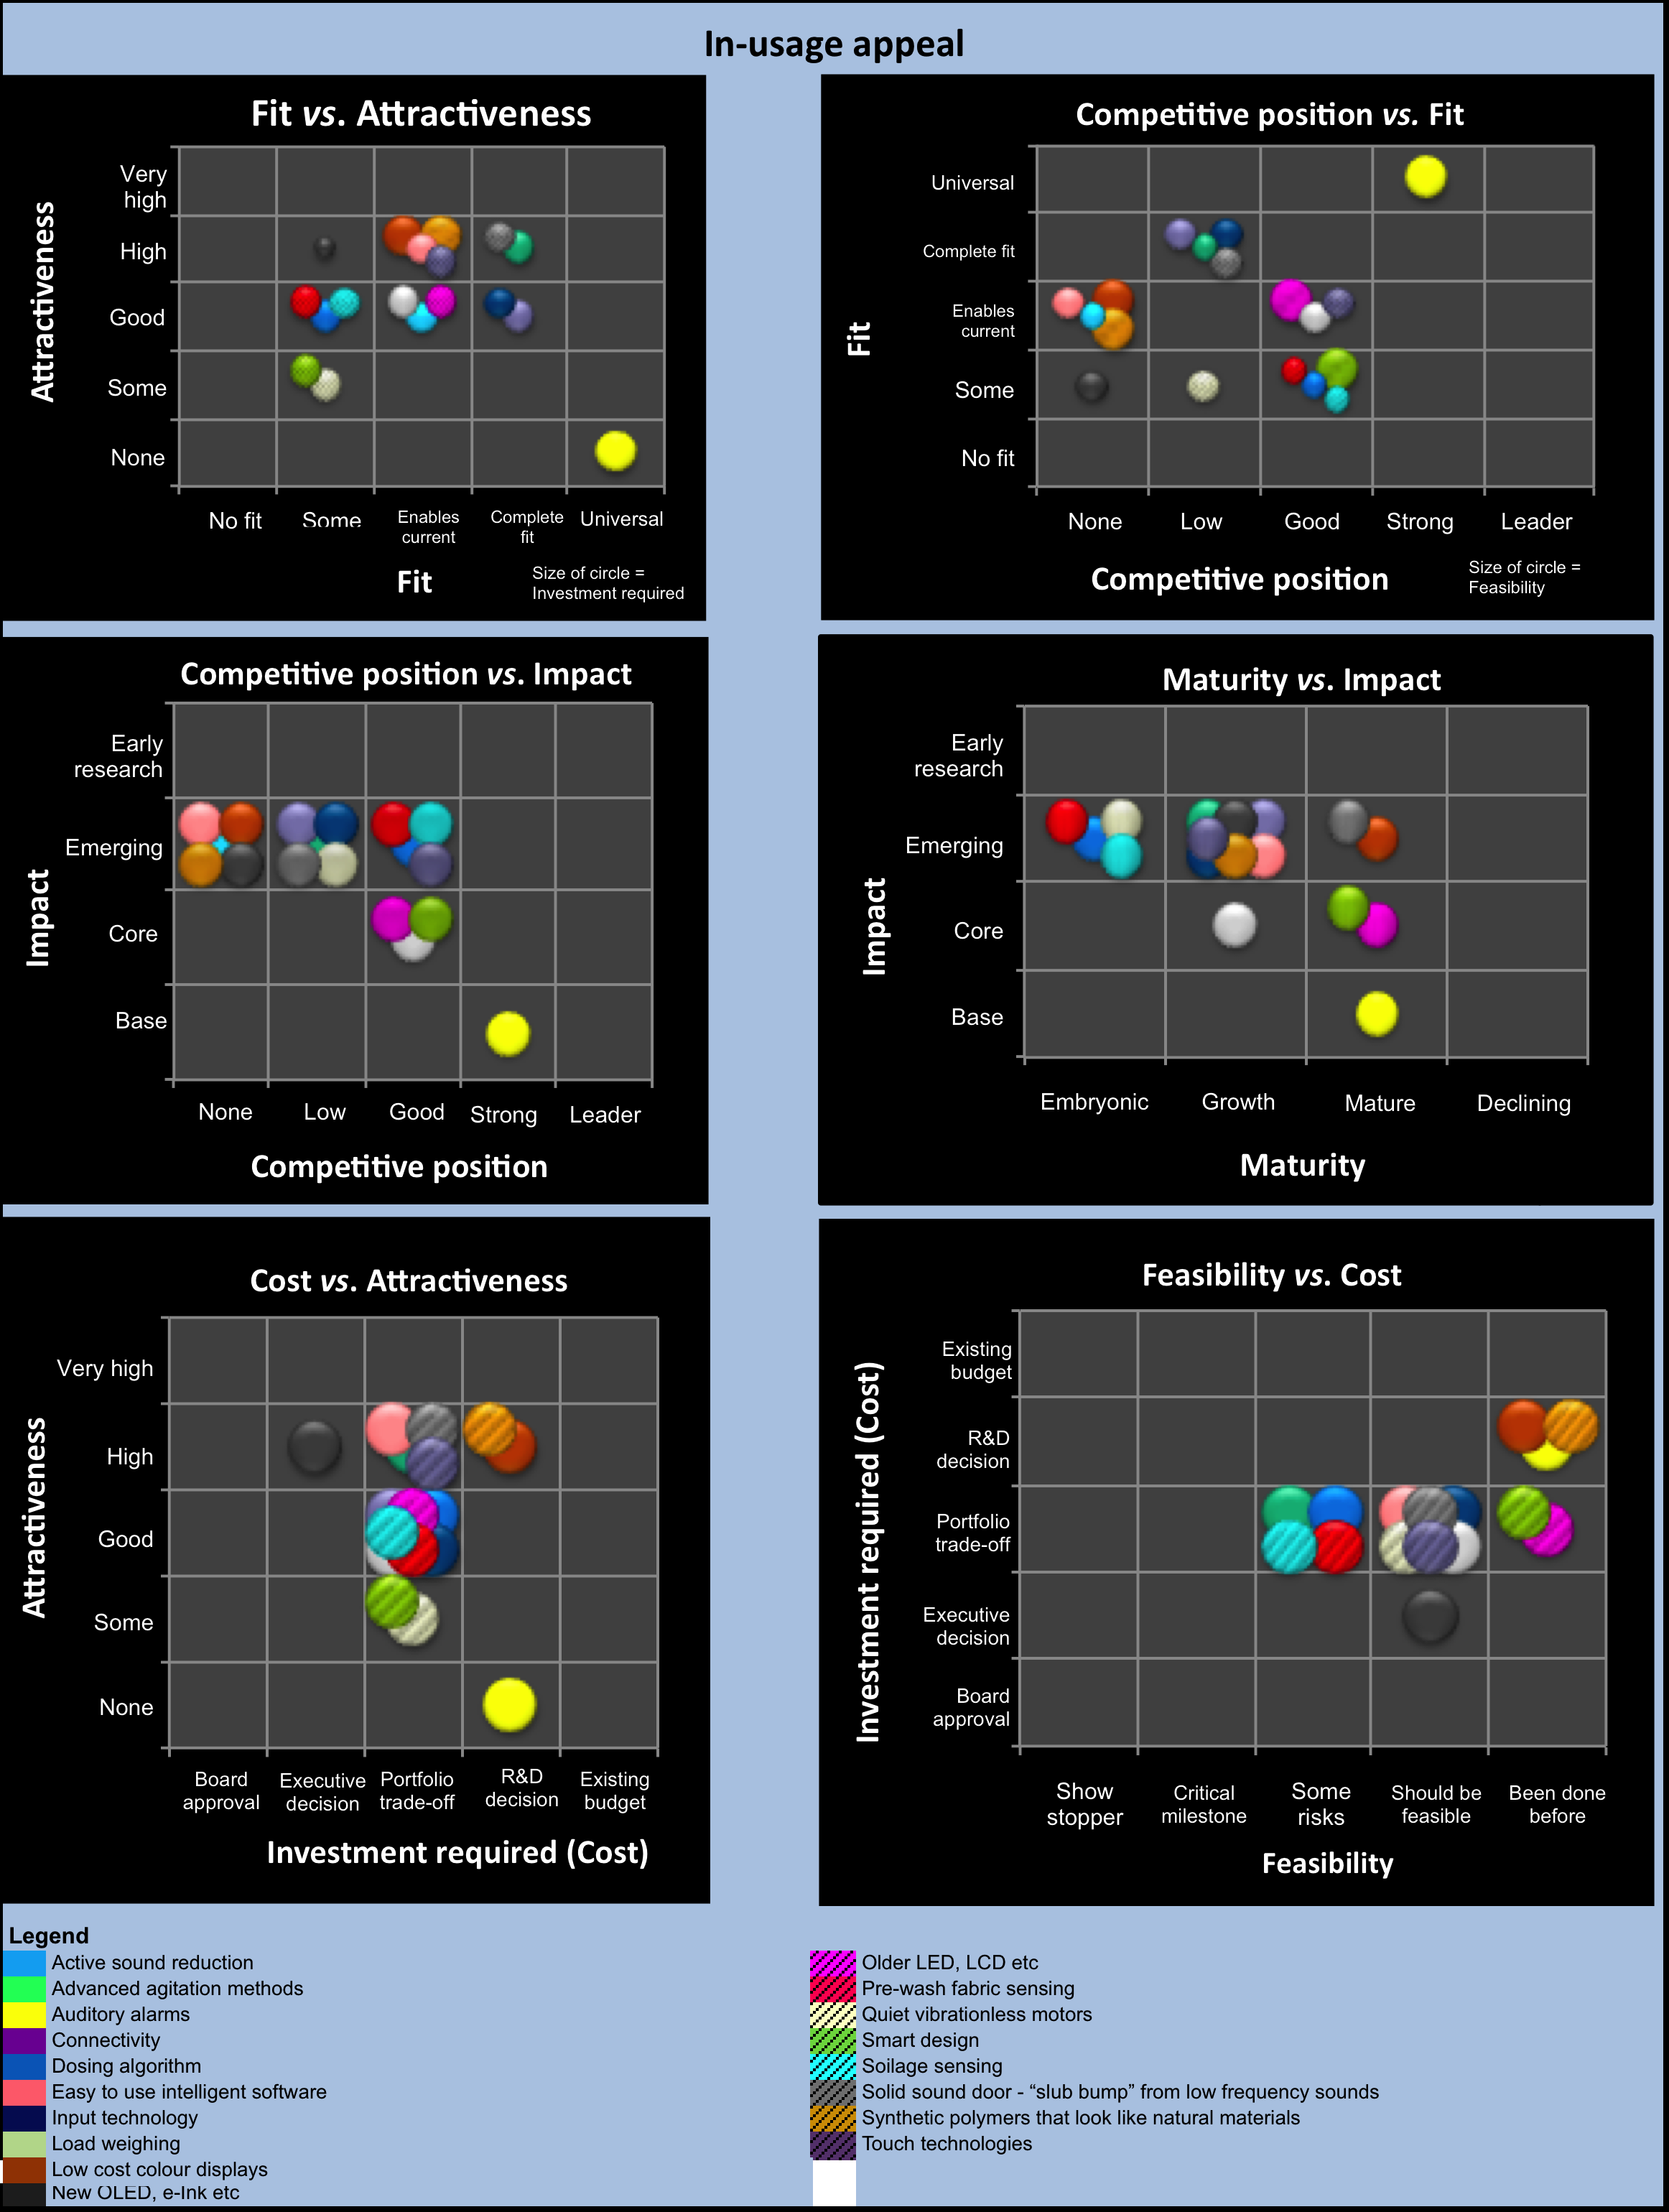 In-usage appeal
Fit vs. Attractiveness
Attractiveness
Very
high
High
Good
Some
None
No fit
Some
Enables
current
Complete
fit
Universal
Fit
Size of circle =
Investment required
Competitive position vs. Fit
Fit
Universal
Complete fit
Enables
current
Some
No fit
None
Low
Good
Strong
Leader
Competitive position
Size of circle =
Feasibility
Competitive position vs. Impact
Impact
Early
research
Emerging
Core
Base
None
Low
Good
Strong
Leader
Competitive position
Maturity vs. Impact
Impact
Early
research
Emerging
Core
Base
Embryonic
Growth
Mature
Declining
Maturity
Cost vs. Attractiveness
Attractiveness
Very high
High
Good
Some
None
Board
approval
Executive
decision
Portfolio
trade-off
R&D
decision
Existing
budget
Investment required (Cost)
Feasibility vs. Cost
Investment required (Cost)
Existing
budget
R&D
decision
Portfolio
trade-off
Executive
decision
Board
approval
Show
stopper
Critical
milestone
Some
risks
Should be
feasible
Been done
before
Feasibility
Legend
Active sound reduction
Advanced agitation methods
Auditory alarms
Connectivity
Dosing algorithm
Easy to use intelligent software
Input technology
Load weighing
Low cost colour displays
New OLED, e-Ink etc
Older LED, LCD etc
Pre-wash fabric sensing
Quiet vibrationless motors
Smart design
Soilage sensing
Solid sound door - “slub bump” from low frequency sounds
Synthetic polymers that look like natural materials
Touch technologies